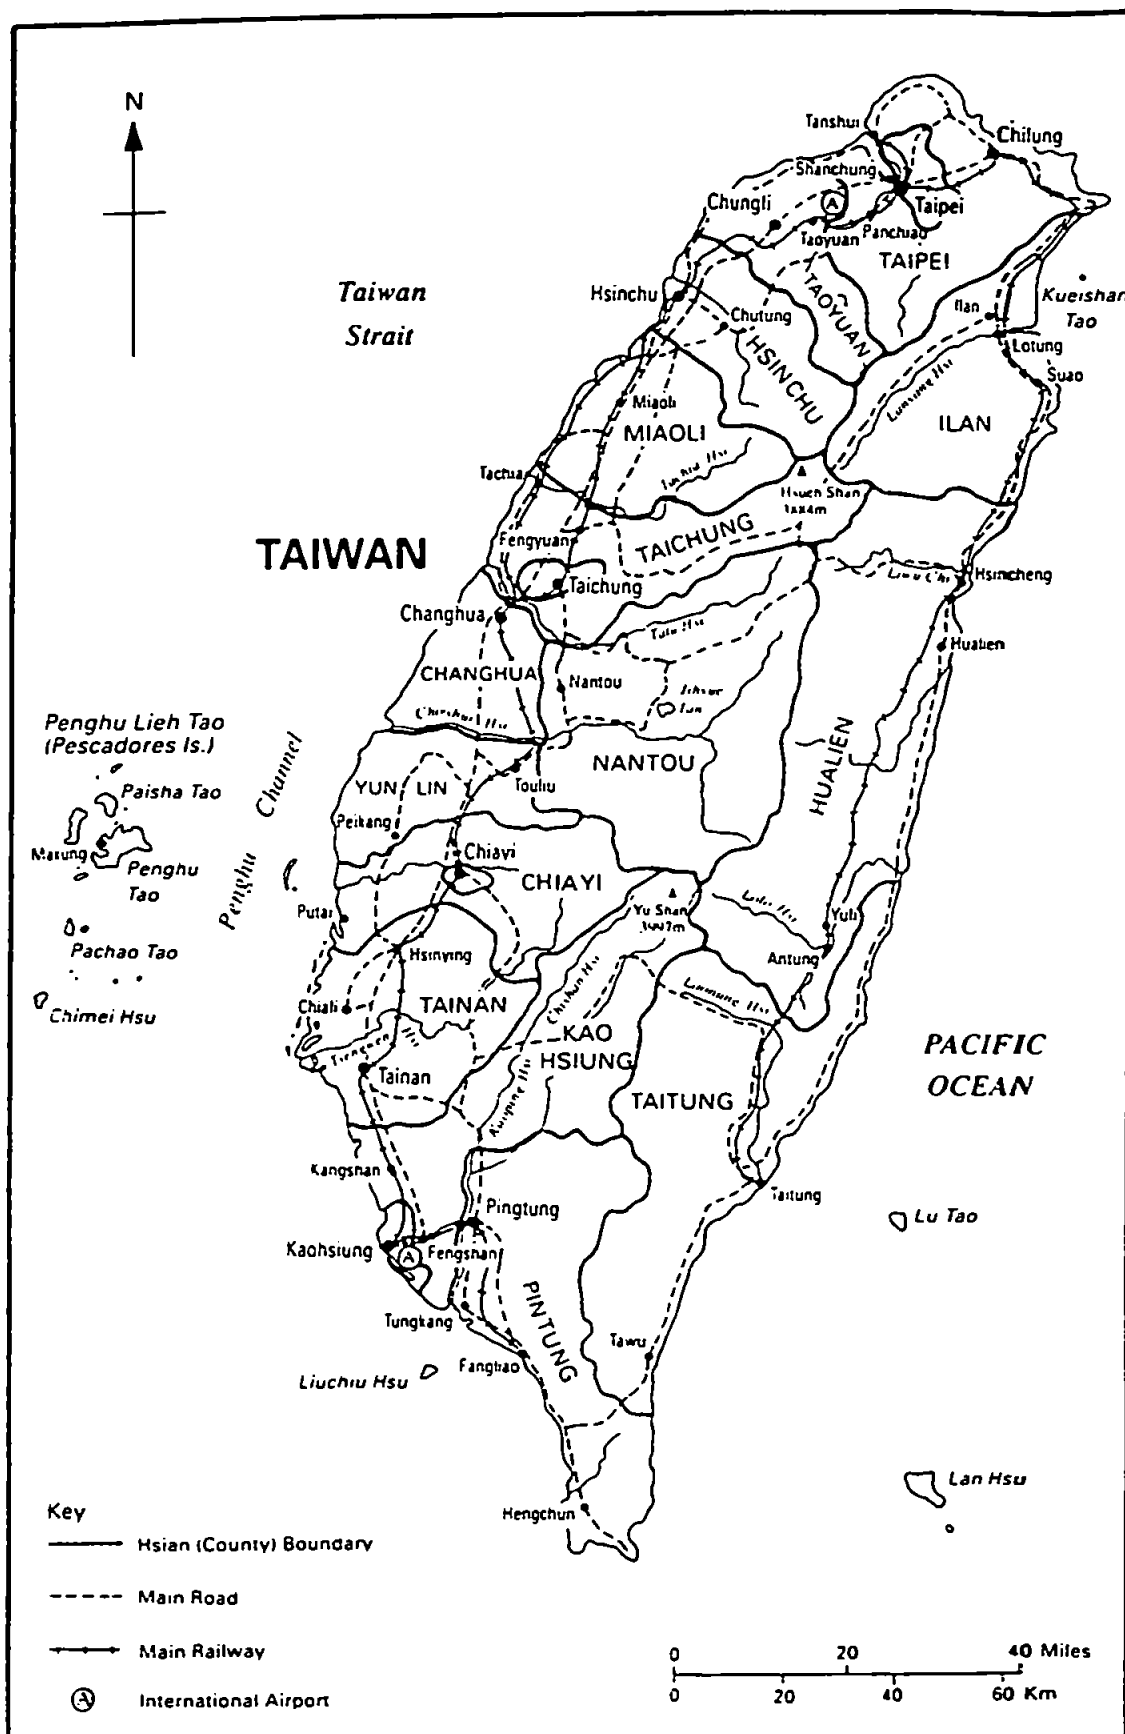 N
Tanshui
Chilung
Shanchung
Chungli
Taipei
Taoyuan
Panchiao
TAIPEI
Taiwan
Strait
TAOYUAN
Hsinchu
Ilan
Kueishan
Tao
Chutung
Lotung
HSINCHU
Suao
Miaoli
MIAOLI
ILAN
Tachia
Hsueh Shan
TAICHUNG
Fengyuan
TAIWAN
Hsincheng
Taichung
Changhua
Hualien
CHANGHUA
Nantou
Penghu Lieh Tao
(Pescadores Is.)
Penghu Channel
NANTOU
HUALIEN
Paisha Tao
YUN LIN
Touliu
Peikang
Penghu
Tao
Chiayi
CHIAYI
Putai
Yu Shan
3997m
Yuli
Pachao Tao
Hsinying
Antung
Chiali
TAINAN
Chimei Hsu
KAO
HSIUNG
PACIFIC
OCEAN
Tainan
TAITUNG
Kangshan
Taitung
Pingtung
Lu Tao
Kaohsiung
A
Fengshan
PINTUNG
Tungkang
Tawu
Fangliao
Liuchiu Hsu
Lan Hsu
Hengchun
Key
Hsian (County) Boundary
Main Road
Main Railway
A International Airport
0 20 40 Miles
0 20 40 60 Km